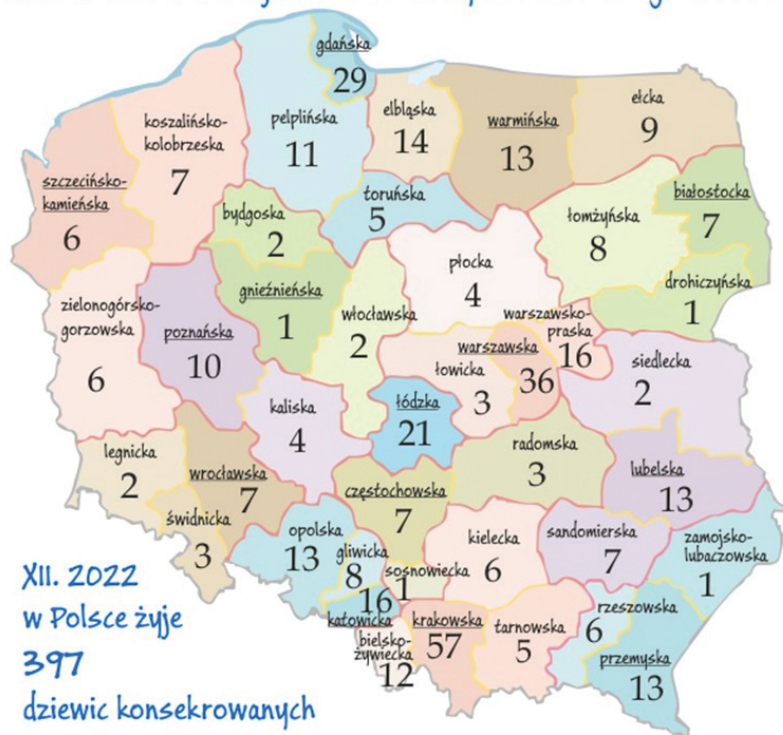 gdańska
29
koszalińsko-
kołobrzeska
7
pelplińska
11
elbląska
14
warmińska
13
ełcka
9
szczecińsko-
kamieńska
6
bydgoska
2
toruńska
5
łomżyńska
8
białostocka
7
drohiczyńska
1
zielonogórsko-
gorzowska
6
poznańska
10
gnieźnieńska
1
włocławska
2
płocka
4
warszawsko-
praska
16
warszawska
36
łowicka
3
siedlecka
2
kaliska
4
łódzka
21
legnicka
2
wrocławska
7
świdnicka
3
radomska
3
lubelska
13
częstochowska
7
opolska
13
gliwicka
8
sosnowiecka
1
kielecka
6
sandomierska
7
zamojsko-
lubaczowska
1
16
katowicka
bielsko-
żywiecka
12
krakowska
57
tarnowska
5
rzeszowska
6
przemyska
13
XII. 2022
w Polsce żyje
397
dziewic konsekrowanych